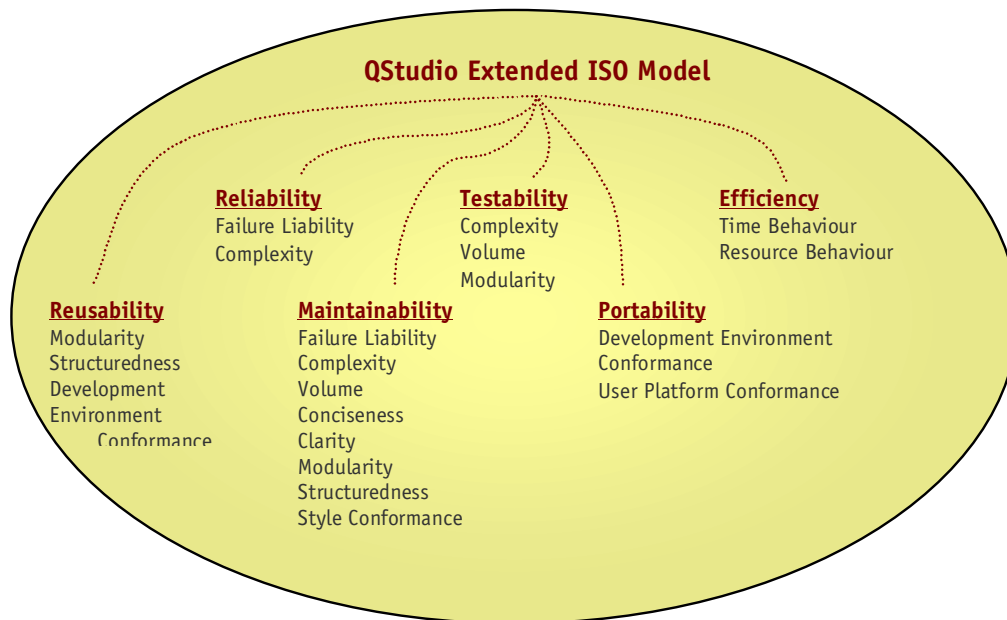 QStudio Extended ISO Model
Reliability
Failure Liability
Complexity
Testability
Complexity
Volume
Modularity
Efficiency
Time Behaviour
Resource Behaviour
Reusability
Modularity
Structuredness
Development
Environment
Conformance
Maintainability
Failure Liability
Complexity
Volume
Conciseness
Clarity
Modularity
Structuredness
Style Conformance
Portability
Development Environment
Conformance
User Platform Conformance